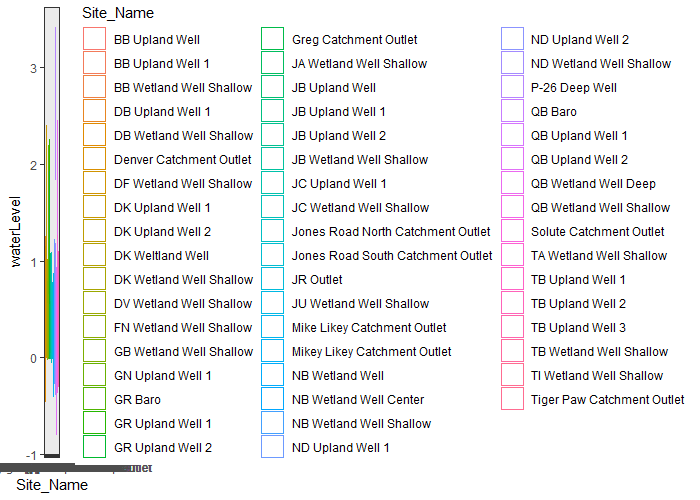 Site_Name
BB Upland Well
BB Upland Well 1
BB Wetland Well Shallow
DB Upland Well 1
DB Wetland Well Shallow
Denver Catchment Outlet
DF Wetland Well Shallow
DK Upland Well 1
DK Upland Well 2
DK Weltland Well
DK Wetland Well Shallow
DV Wetland Well Shallow
FN Wetland Well Shallow
GB Wetland Well Shallow
GN Upland Well 1
GR Baro
GR Upland Well 1
GR Upland Well 2
Greg Catchment Outlet
JA Wetland Well Shallow
JB Upland Well
JB Upland Well 1
JB Upland Well 2
JB Wetland Well Shallow
JC Upland Well 1
JC Wetland Well Shallow
Jones Road North Catchment Outlet
Jones Road South Catchment Outlet
JR Outlet
JU Wetland Well Shallow
Mike Likey Catchment Outlet
Mikey Likey Catchment Outlet
NB Wetland Well
NB Wetland Well Center
NB Wetland Well Shallow
ND Upland Well 1
ND Upland Well 2
ND Wetland Well Shallow
P-26 Deep Well
QB Baro
QB Upland Well 1
QB Upland Well 2
QB Wetland Well Deep
QB Wetland Well Shallow
Solute Catchment Outlet
TA Wetland Well Shallow
TB Upland Well 1
TB Upland Well 2
TB Upland Well 3
TB Wetland Well Shallow
TI Wetland Well Shallow
Tiger Paw Catchment Outlet
waterLevel
3
2
1
0
-1
Site_Name